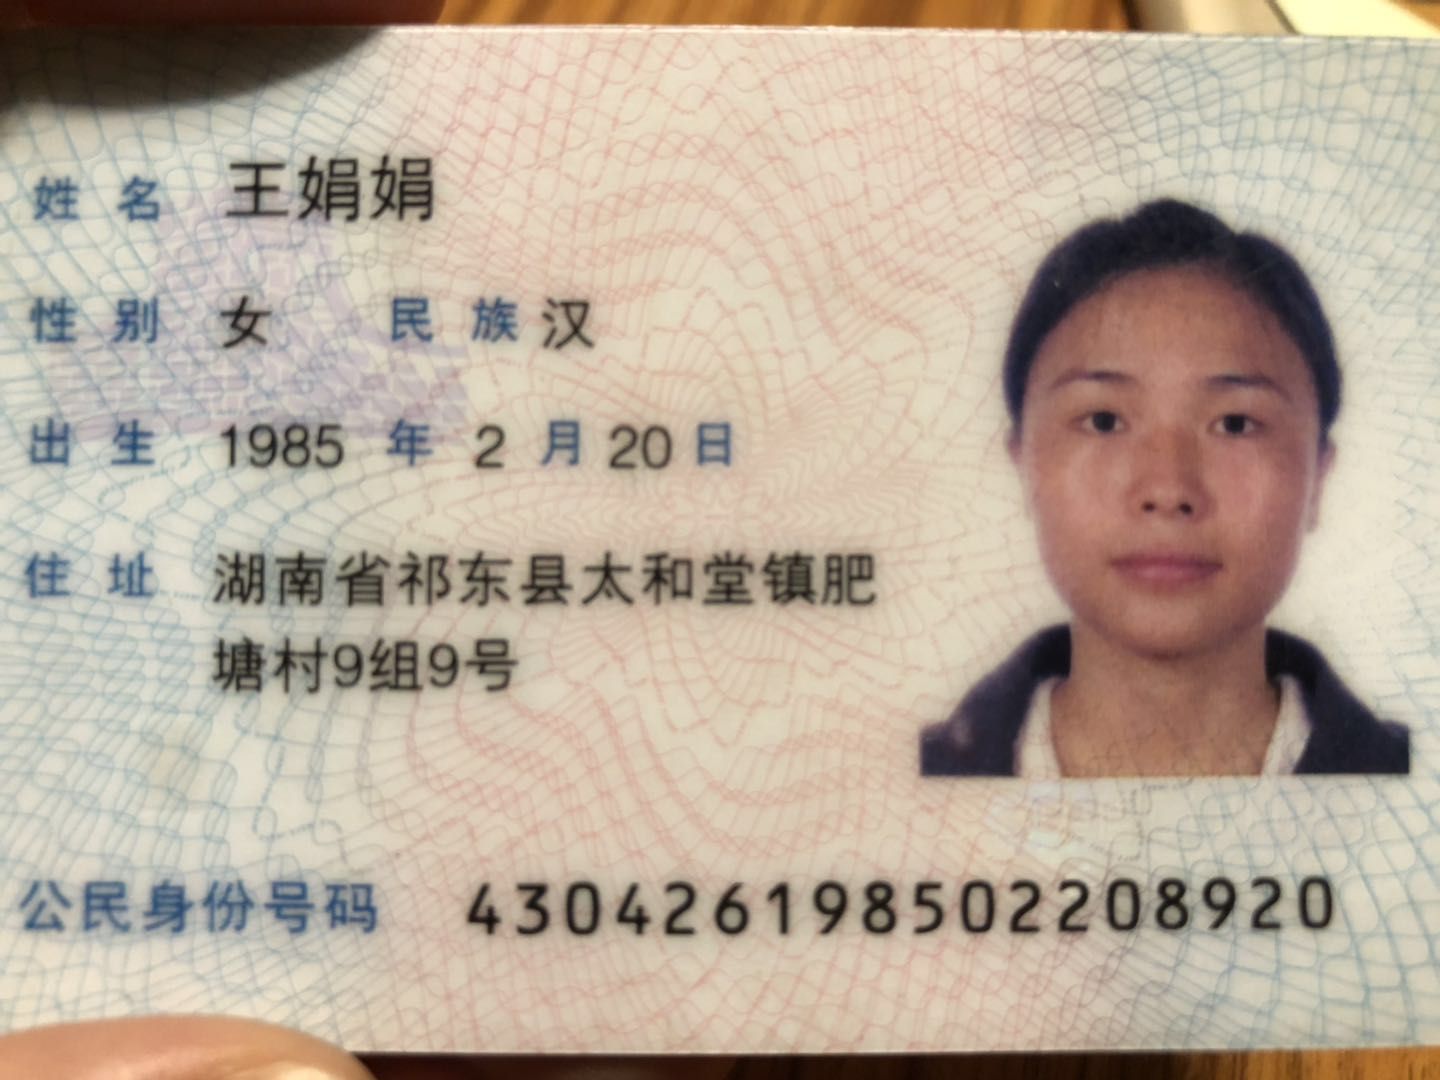 姓名 王娟娟
性别 女 民族 汉
出生 1985 年 2 月 20 日
住址 湖南省祁东县太和堂镇肥
塘村9组9号
公民身份号码 430426198502208920